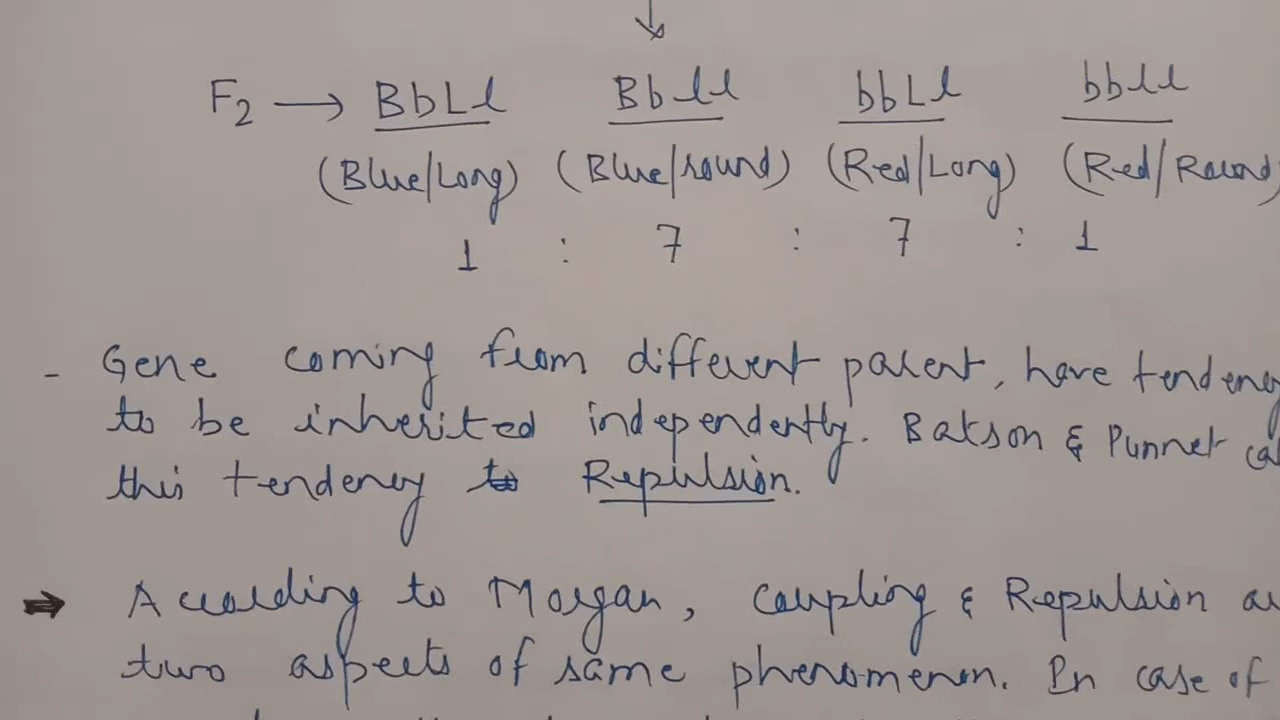 F2 → BbLl Bbll bbLl bbll
(Blue/Long) (Blue/round) (Red/Long) (Red/Round
1 : 7 : 7 : 1
- Gene coming from different parent, have tendency
to be inherited independently. Batson & Punnet ca
this tendency Repulsion.
⇒ According to Morgan, Coupling & Repulsion a
two aspects of same phenomenon. In case of